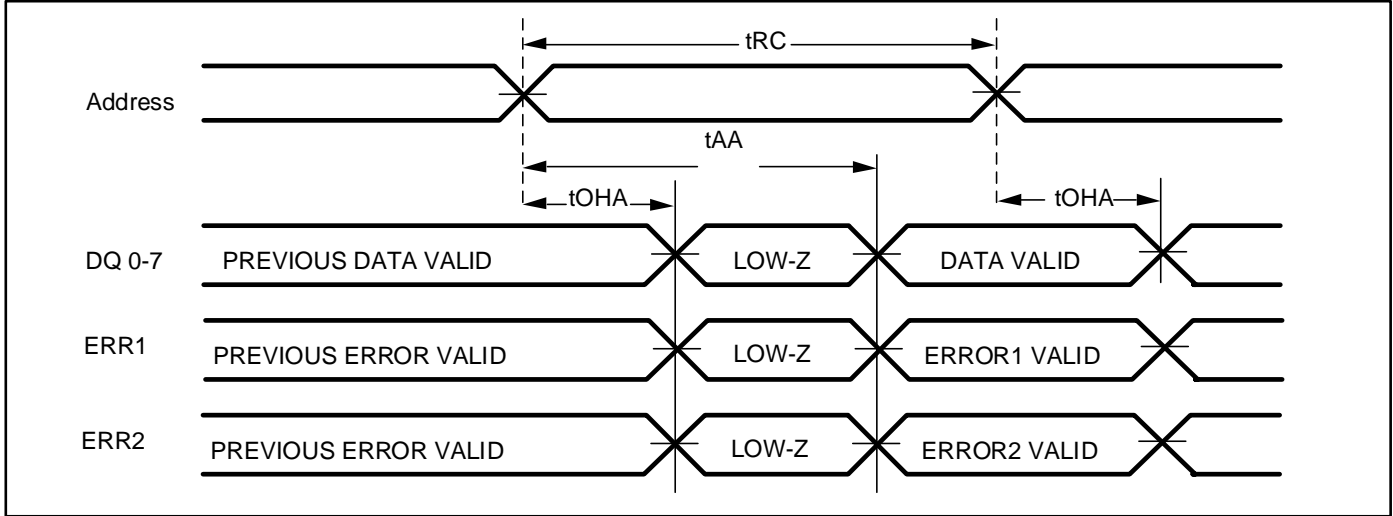 tRC
Address
tAA
tOHA
tOHA
DQ 0-7
PREVIOUS DATA VALID
LOW-Z
DATA VALID
ERR1
PREVIOUS ERROR VALID
LOW-Z
ERROR1 VALID
ERR2
PREVIOUS ERROR VALID
LOW-Z
ERROR2 VALID